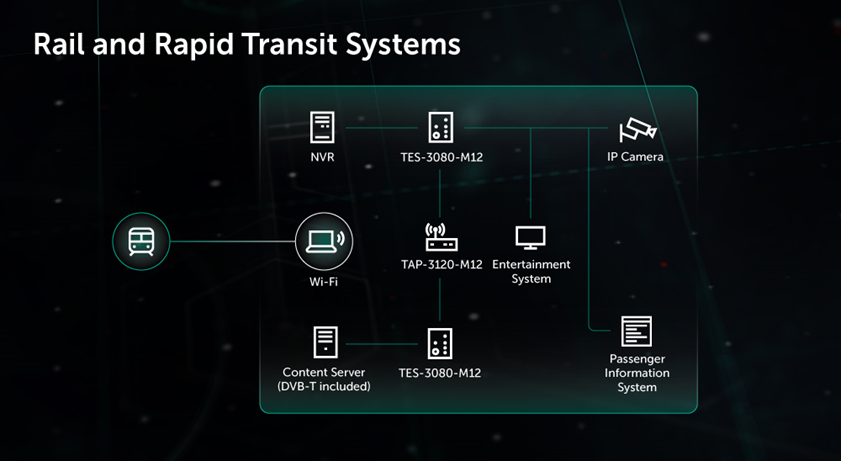 Rail and Rapid Transit Systems
NVR
TES-3080-M12
IP Camera
TAP-3120-M12
Entertainment
System
Wi-Fi
Content Server
(DVB-T included)
TES-3080-M12
Passenger
Information
System